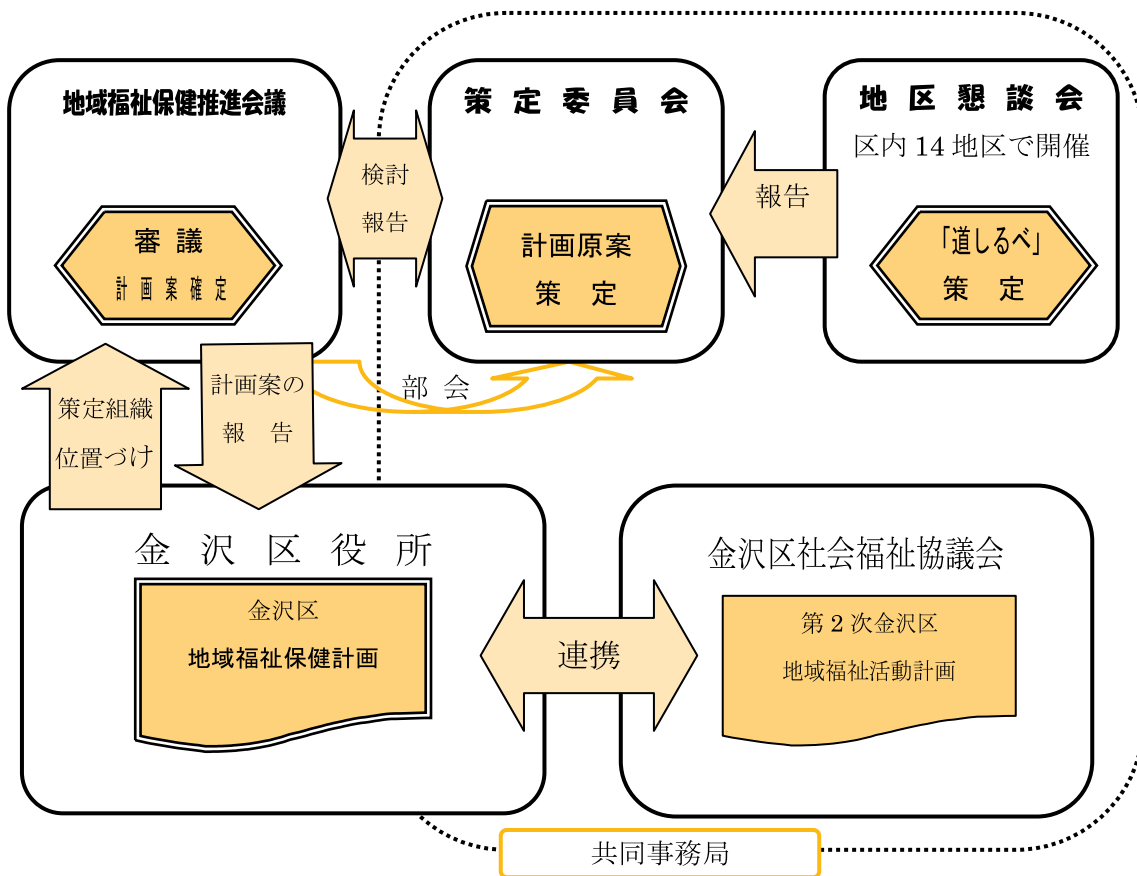 地域福祉保健推進会議
審議
計画案確定
検討
報告
策定委員会
計画原案
策定
報告
地区懇談会
区内14地区で開催
「道しるべ」
策定
策定組織
位置づけ
計画案の
報告
部会
金沢区役所
金沢区
地域福祉保健計画
連携
金沢区社会福祉協議会
第2次金沢区
地域福祉活動計画
共同事務局